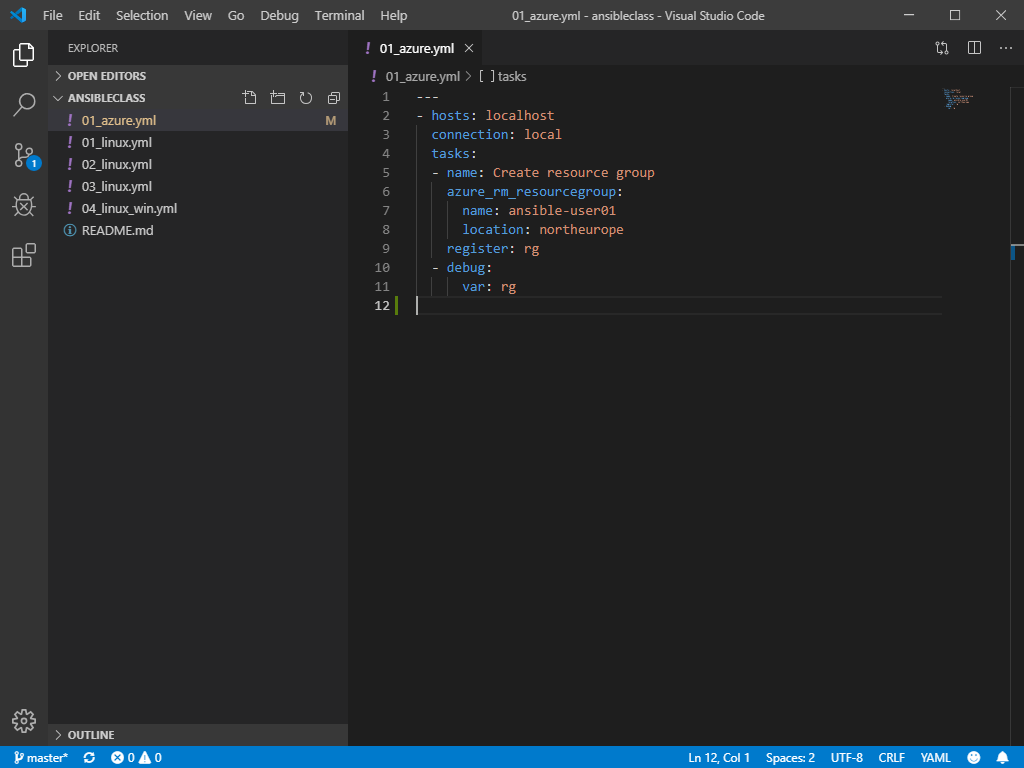 File Edit Selection View Go Debug Terminal Help 01_azure.yml - ansibleclass - Visual Studio Code
EXPLORER
OPEN EDITORS
ANSIBLECLASS
01_azure.yml M
01_linux.yml
02_linux.yml
03_linux.yml
04_linux_win.yml
README.md
1
OUTLINE
01_azure.yml
01_azure.yml > [ ] tasks
1 ---
2 - hosts: localhost
3 connection: local
4 tasks:
5 - name: Create resource group
6 azure_rm_resourcegroup:
7 name: ansible-user01
8 location: northeurope
9 register: rg
10 - debug:
11 var: rg
12
master* 0 0 Ln 12, Col 1 Spaces: 2 UTF-8 CRLF YAML